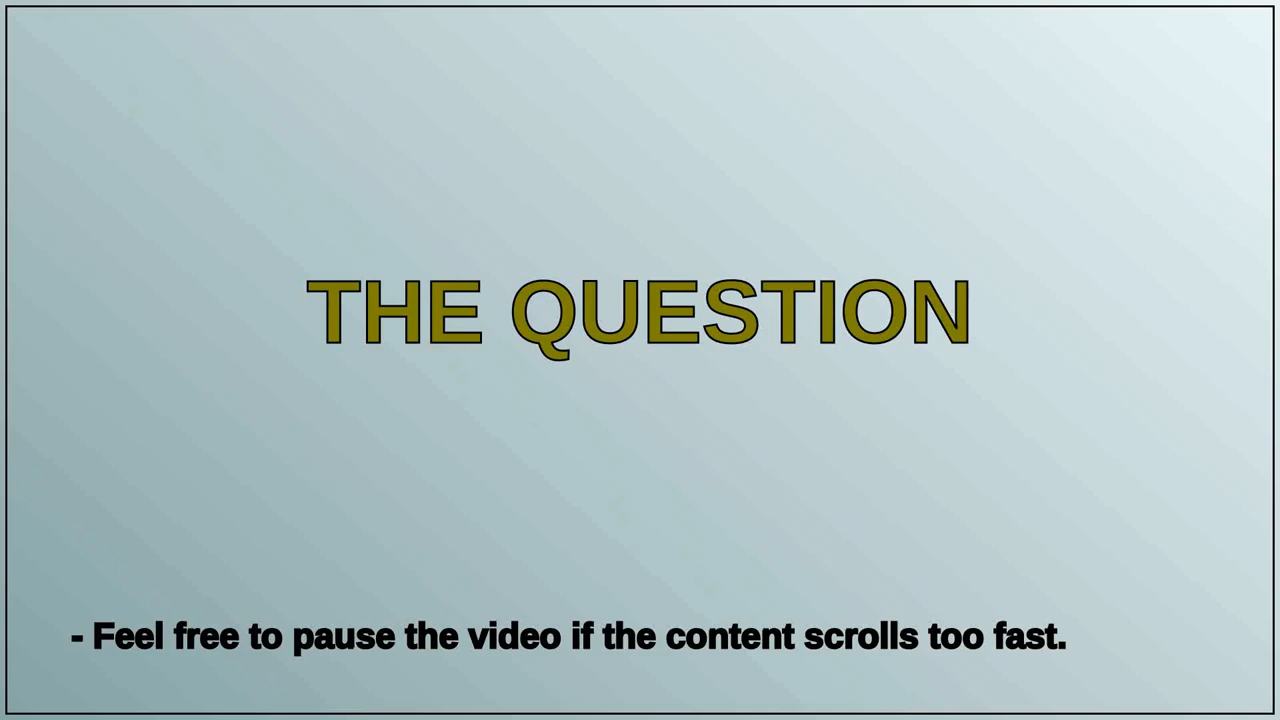 THE QUESTION
- Feel free to pause the video if the content scrolls too fast.